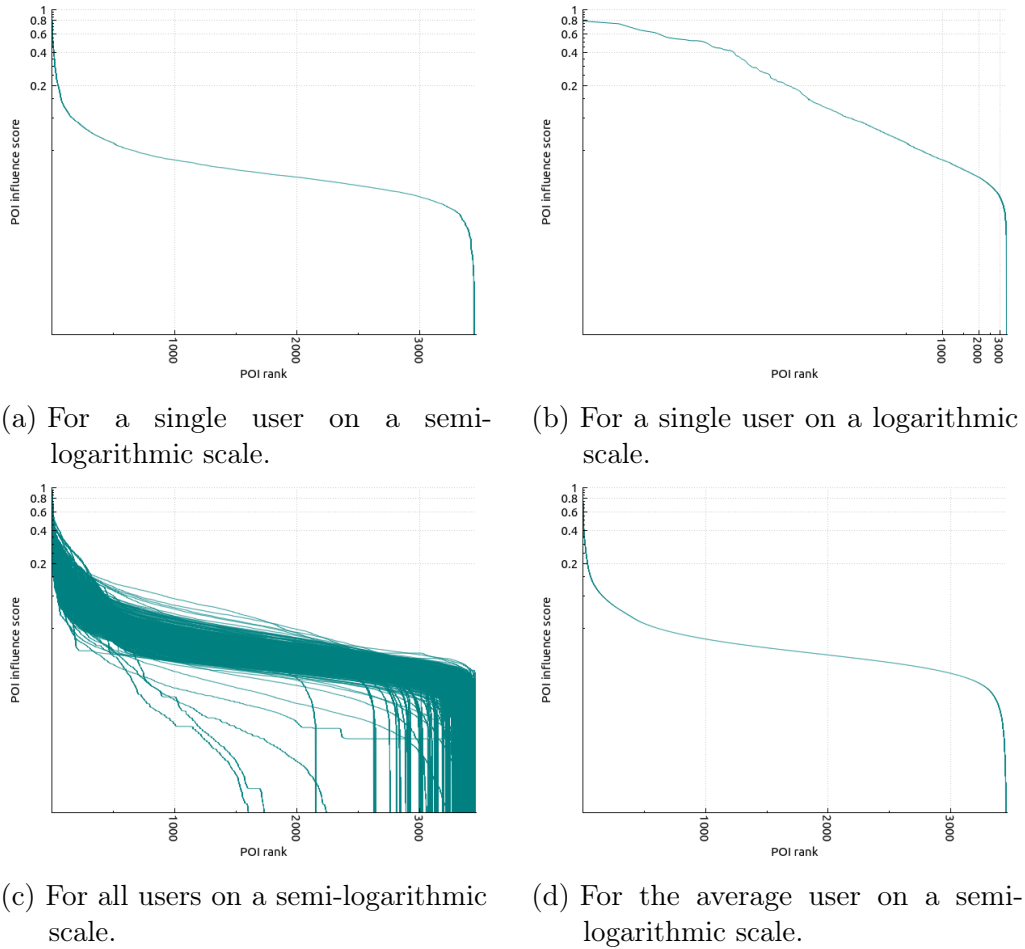 1
0.8
0.6
0.4
0.2
POI influence score
1000
2000
3000
POI rank
(a) For a single user on a semi-
logarithmic scale.
1
0.8
0.6
0.4
0.2
POI influence score
1000
2000
3000
POI rank
(b) For a single user on a logarithmic
scale.
1
0.8
0.6
0.4
0.2
POI influence score
1000
2000
3000
POI rank
(c) For all users on a semi-logarithmic
scale.
1
0.8
0.6
0.4
0.2
POI influence score
1000
2000
3000
POI rank
(d) For the average user on a semi-
logarithmic scale.